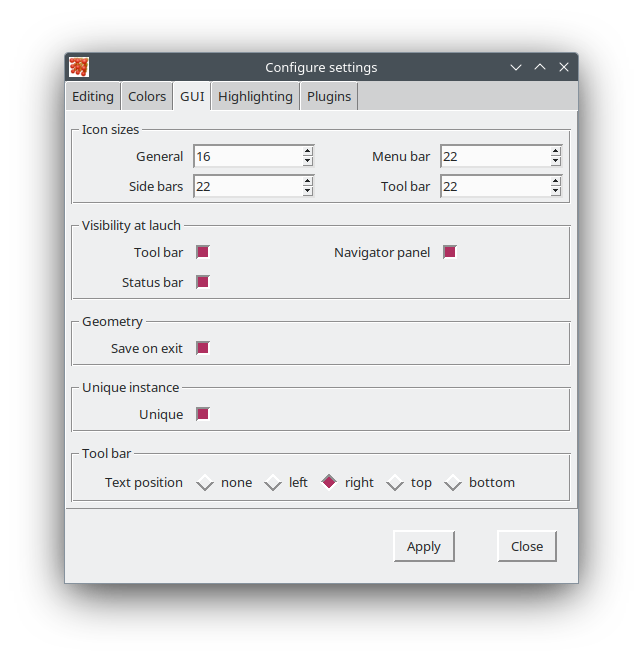 Configure settings
Editing Colors GUI Highlighting Plugins
Icon sizes
General 16 Menu bar 22
Side bars 22 Tool bar 22
Visibility at lauch
Tool bar Navigator panel
Status bar
Geometry
Save on exit
Unique instance
Unique
Tool bar
Text position none left right top bottom
Apply Close